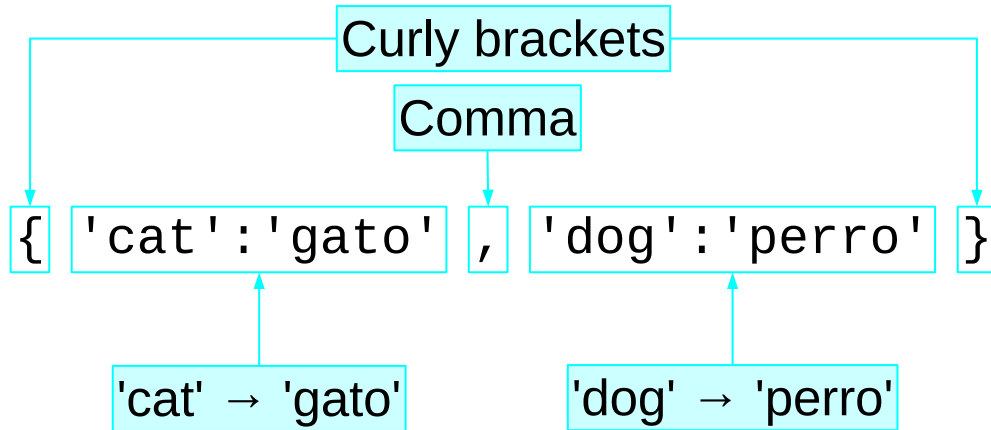 Curly brackets
Comma
{ 'cat':'gato' , 'dog':'perro' }
'cat' → 'gato' 'dog' → 'perro'